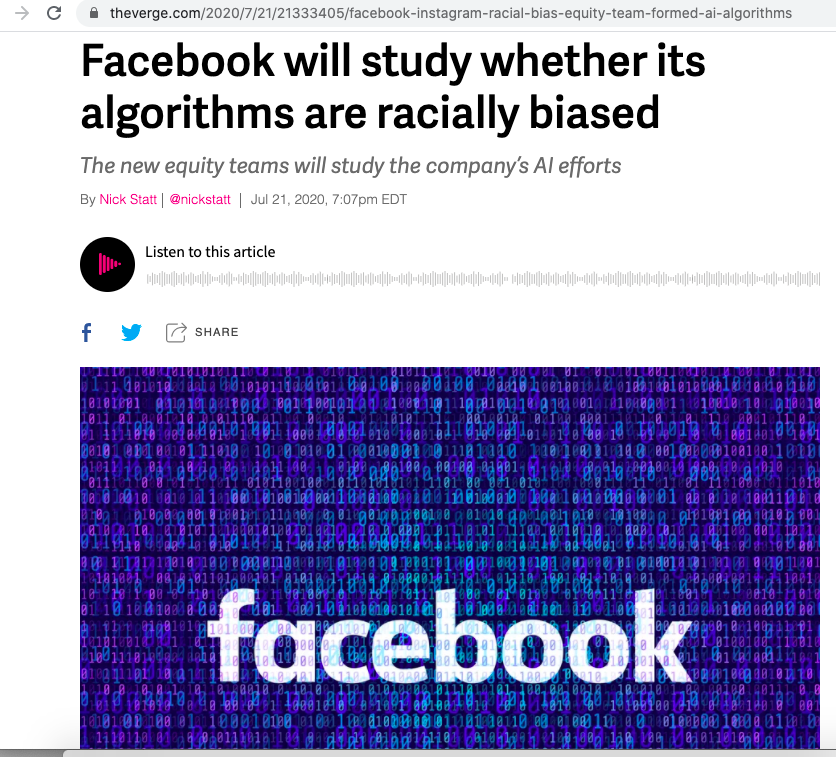 theverge.com/2020/7/21/21333405/facebook-instagram-racial-bias-equity-team-formed-ai-algorithms
Facebook will study whether its
algorithms are racially biased
The new equity teams will study the company's AI efforts
By Nick Statt | @nickstatt | Jul 21, 2020, 7:07pm EDT
Listen to this article
SHARE
facebook